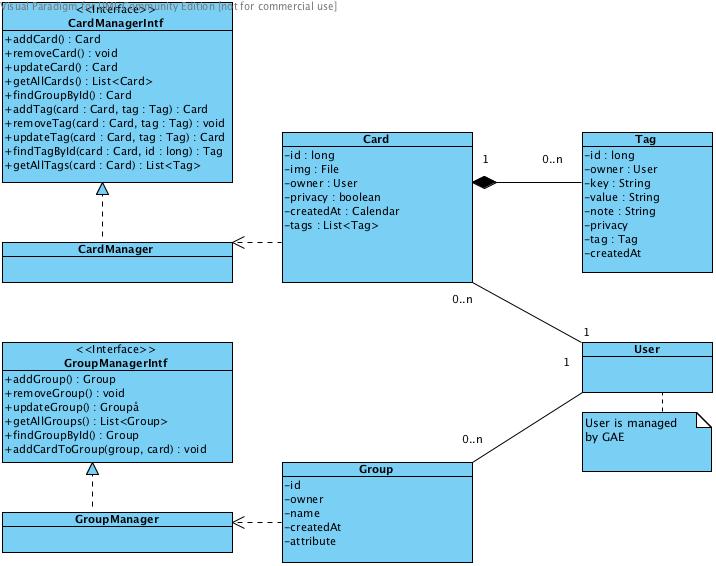 Visual Paradigm for UML Community Edition [not for commercial use]
<<Interface>>
CardManagerIntf
+addCard() : Card
+removeCard() : void
+updateCard() : Card
+getAllCards() : List<Card>
+findGroupById() : Card
+addTag(card : Card, tag : Tag) : Card
+removeTag(card : Card, tag : Tag) : void
+updateTag(card : Card, tag : Tag) : Card
+findTagById(card : Card, id : long) : Tag
+getAllTags(card : Card) : List<Tag>
CardManager
Card
-id : long
-img : File
-owner : User
-privacy : boolean
-createdAt : Calendar
-tags : List<Tag>
1
0..n
Tag
-id : long
-owner : User
-key : String
-value : String
-note : String
-privacy
-tag : Tag
-createdAt
0..n
1
User
1
User is managed
by GAE
0..n
<<Interface>>
GroupManagerIntf
+addGroup() : Group
+removeGroup() : void
+updateGroup() : Groupå
+getAllGroups() : List<Group>
+findGroupById() : Group
+addCardToGroup(group, card) : void
GroupManager
Group
-id
-owner
-name
-createdAt
-attribute